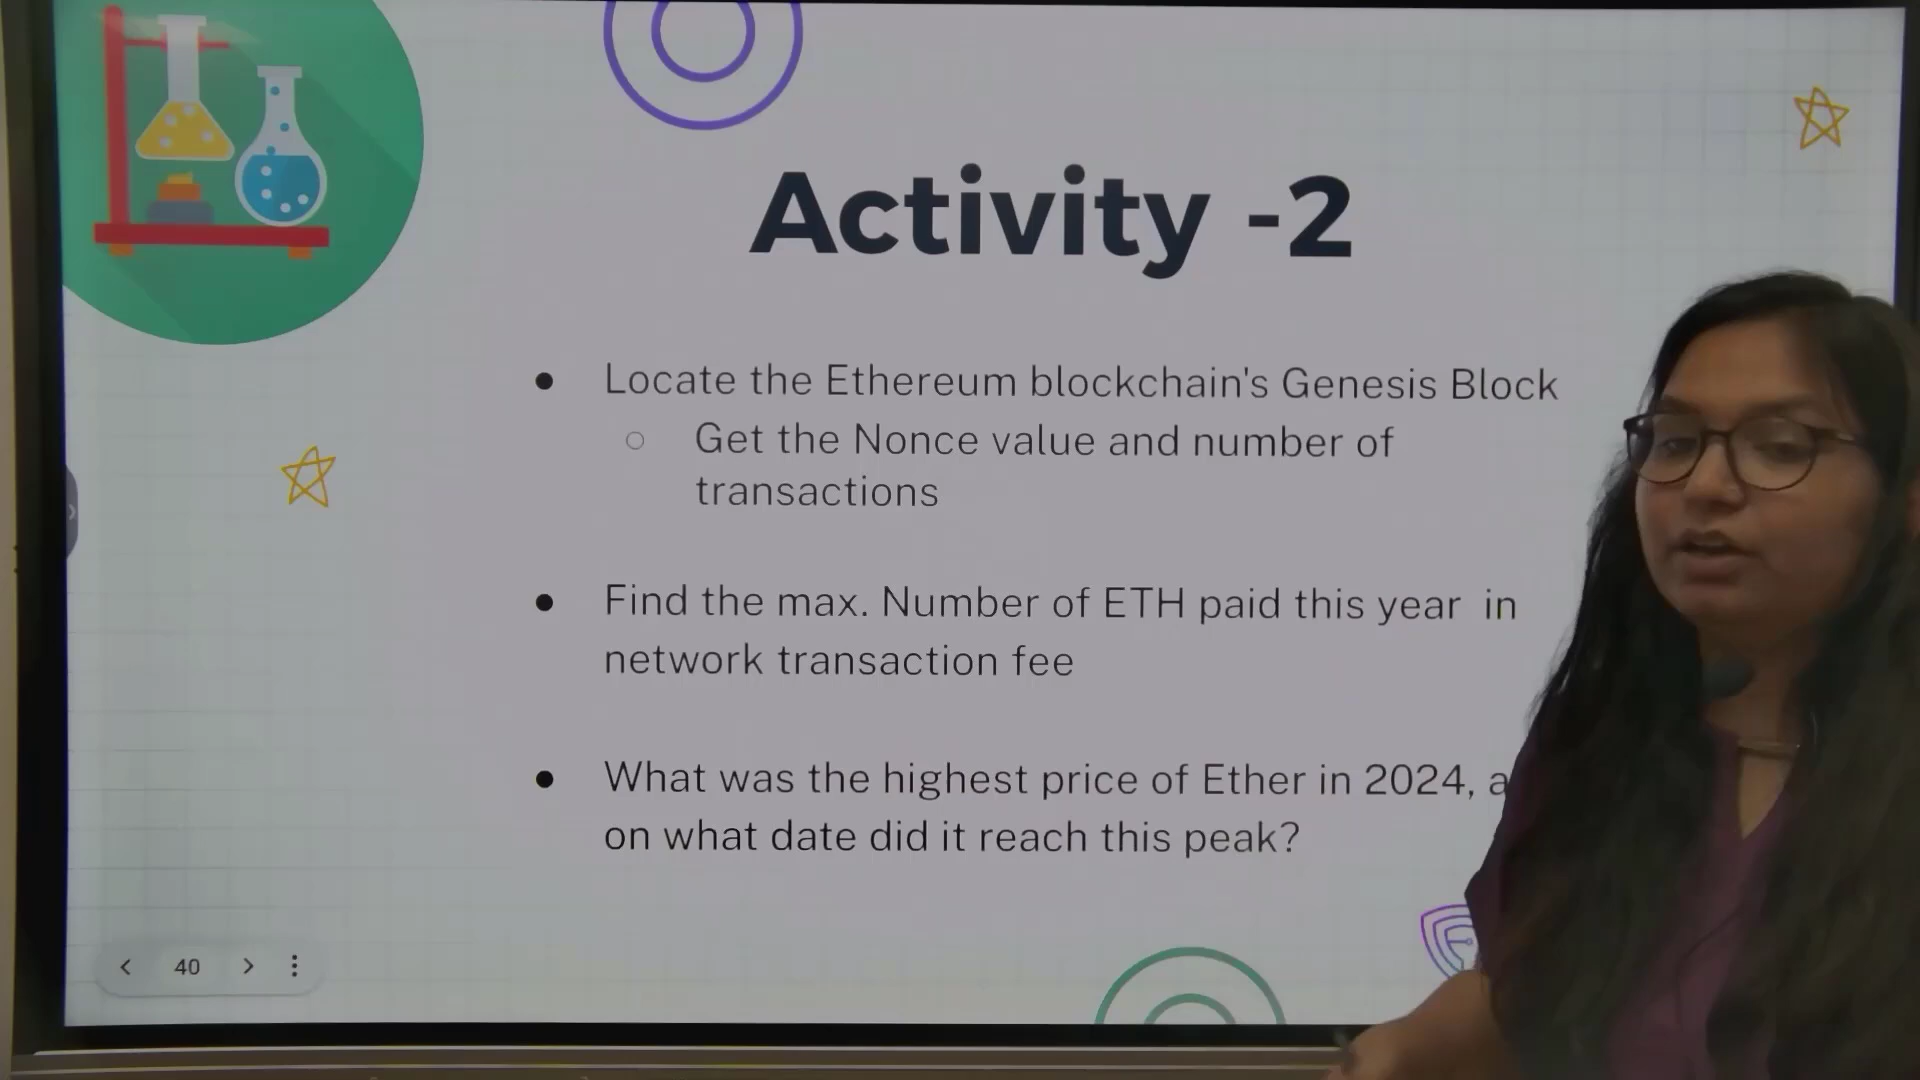 Activity -2
● Locate the Ethereum blockchain's Genesis Block
○ Get the Nonce value and number of
transactions
● Find the max. Number of ETH paid this year in
network transaction fee
● What was the highest price of Ether in 2024,
on what date did it reach this peak?
40